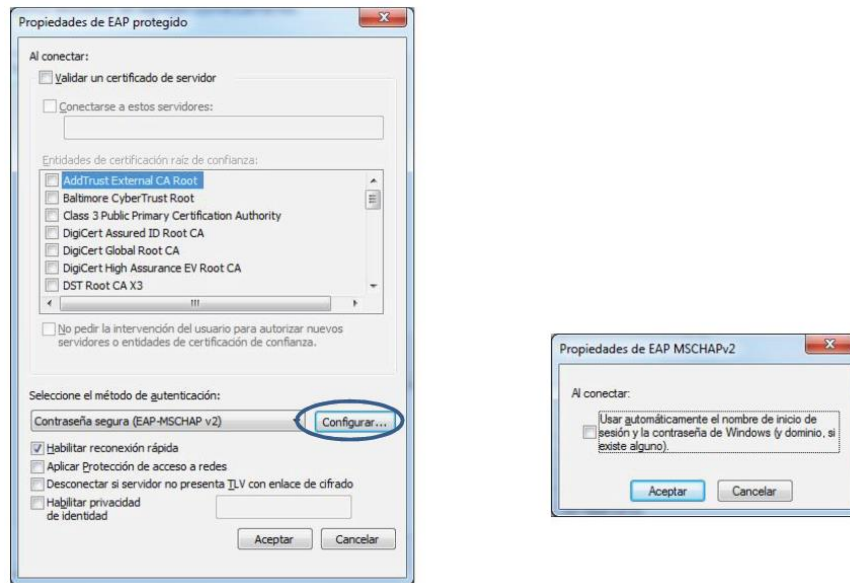 Propiedades de EAP protegido
Al conectar:
Validar un certificado de servidor
Conectarse a estos servidores:
Entidades de certificación raíz de confianza:
AddTrust External CA Root
Baltimore CyberTrust Root
Class 3 Public Primary Certification Authority
DigiCert Assured ID Root CA
DigiCert Global Root CA
DigiCert High Assurance EV Root CA
DST Root CA X3
No pedir la intervención del usuario para autorizar nuevos
servidores o entidades de certificación de confianza.
Seleccione el método de autenticación:
Contraseña segura (EAP-MSCHAP v2)
Configurar...
Habilitar reconexión rápida
Aplicar Protección de acceso a redes
Desconectar si servidor no presenta TLV con enlace de cifrado
Habilitar privacidad
de identidad
Aceptar Cancelar
Propiedades de EAP MSCHAPv2
Al conectar:
Usar automáticamente el nombre de inicio de
sesión y la contraseña de Windows (y dominio, si
existe alguno).
Aceptar Cancelar